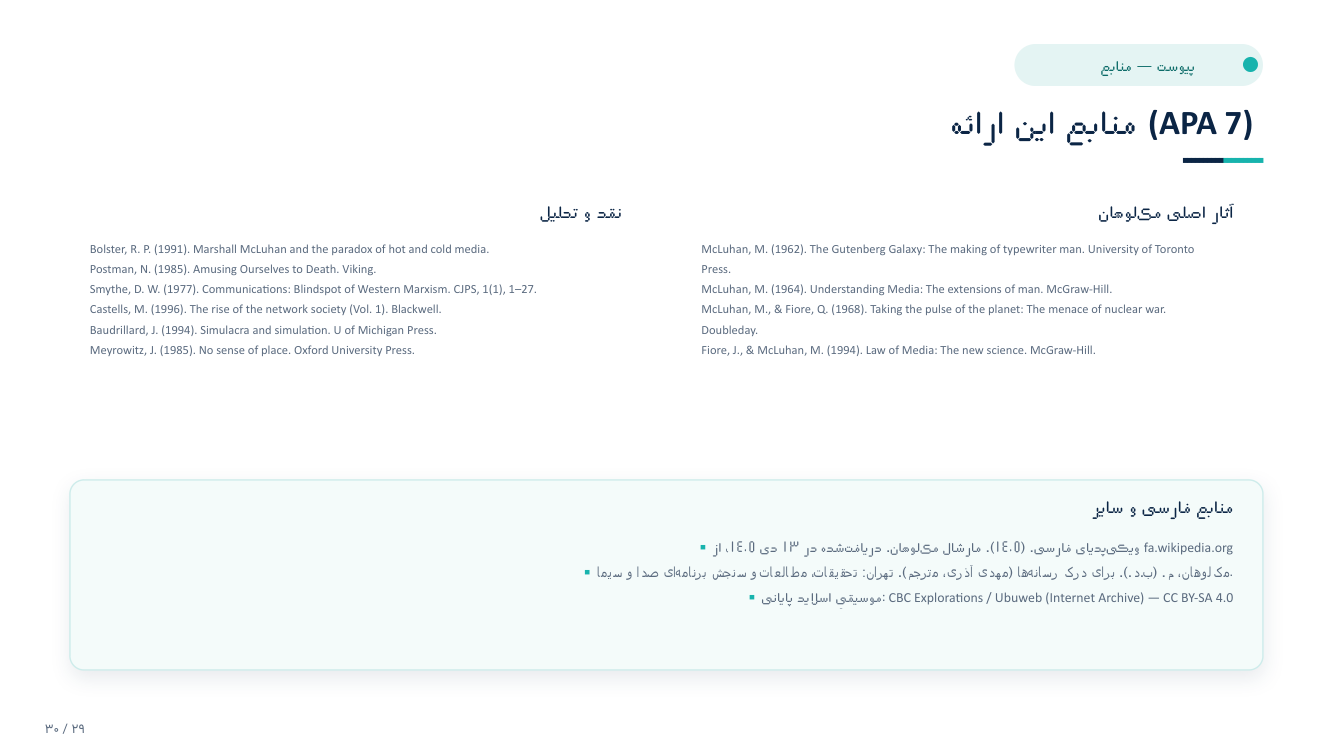 پیوست — منابع
منابع این ارائه (APA 7)
آثار اصلی مک‌لوهان
McLuhan, M. (1962). The Gutenberg Galaxy: The making of typewriter man. University of Toronto
Press.
McLuhan, M. (1964). Understanding Media: The extensions of man. McGraw-Hill.
McLuhan, M., & Fiore, Q. (1968). Taking the pulse of the planet: The menace of nuclear war.
Doubleday.
Fiore, J., & McLuhan, M. (1994). Law of Media: The new science. McGraw-Hill.
نقد و تحلیل
Bolster, R. P. (1991). Marshall McLuhan and the paradox of hot and cold media.
Postman, N. (1985). Amusing Ourselves to Death. Viking.
Smythe, D. W. (1977). Communications: Blindspot of Western Marxism. CJPS, 1(1), 1–27.
Castells, M. (1996). The rise of the network society (Vol. 1). Blackwell.
Baudrillard, J. (1994). Simulacra and simulation. U of Michigan Press.
Meyrowitz, J. (1985). No sense of place. Oxford University Press.
منابع فارسی و سایر
ویکی‌پدیای فارسی. (۱۴۰۵). مارشال مک‌لوهان. دریافت‌شده در ۱۳ دی ۱۴۰۵، از fa.wikipedia.org
مک‌لوهان، م. (ب.د.). برای درک رسانه‌ها (مهدی آذری، مترجم). تهران: تحقیقات، مطالعات و سنجش برنامه‌ای صدا و سیما.
موسیقیِ اسلاید پایانی: CBC Explorations / Ubuweb (Internet Archive) — CC BY-SA 4.0
۲۹ / ۳۰